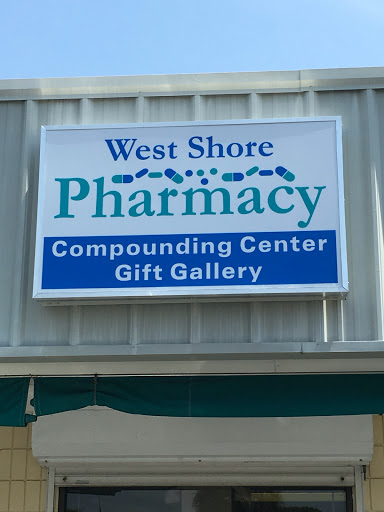 West Shore
Pharmacy
Compounding Center
Gift Gallery